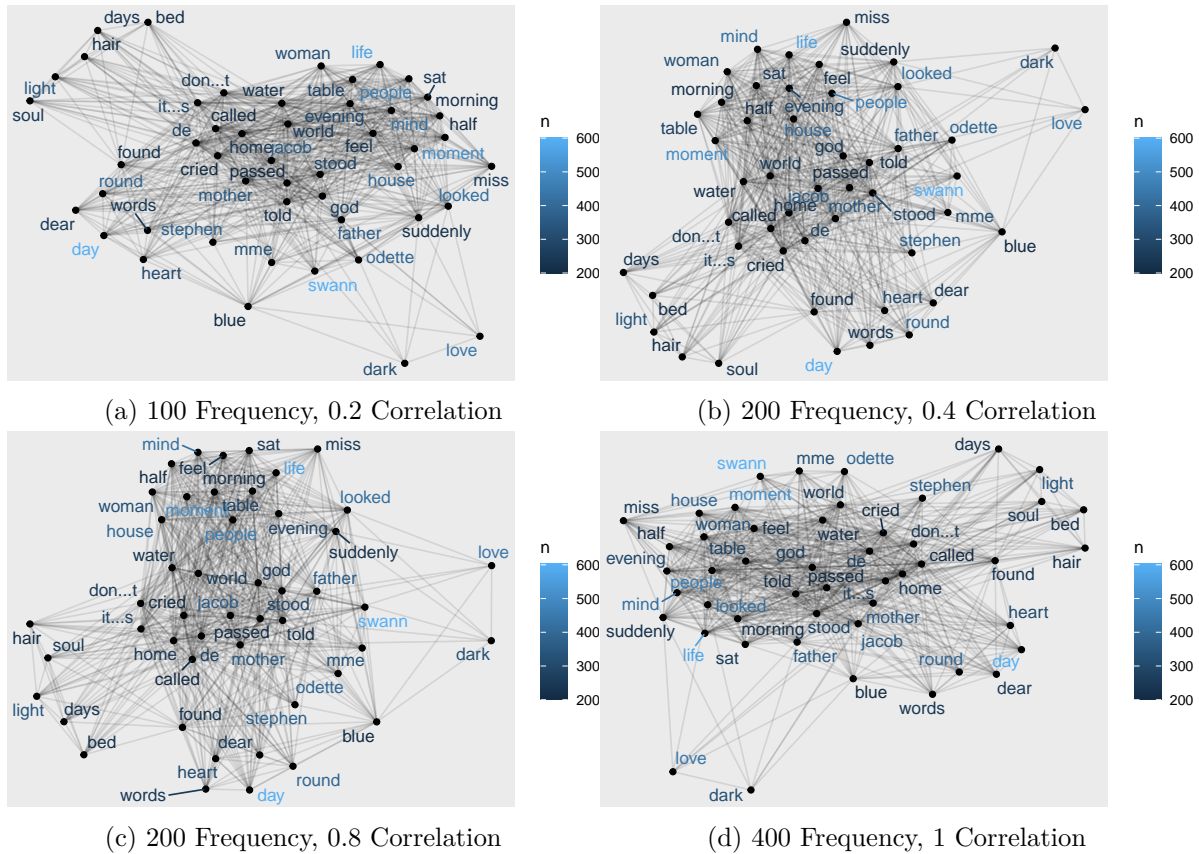 days bed
hair
light
soul
woman life
don...t
water table people sat
it...s morning
called evening
de world mind half
home jacob feel moment
found cried passed stood house miss
round mother looked
words told god
dear stephen father suddenly
day mme odette
heart swann
blue
love
dark
n
600
500
400
300
200
(a) 100 Frequency, 0.2 Correlation
miss
mind life suddenly dark
woman sat feel looked
morning half evening people
table house father odette love
moment god told
world passed swann
water jacob
called home mother stood mme
don...t de stephen blue
it...s cried
days
bed found heart dear
light words round
hair day
soul
n
600
500
400
300
200
(b) 200 Frequency, 0.4 Correlation
mind sat miss
half feel morning life
woman moment table looked
house people evening
water suddenly love
world god father
don...t cried jacob stood
it...s passed told swann
hair soul home de mother mme dark
called odette
light days found stephen
bed dear blue
heart round
words day
n
600
500
400
300
200
(c) 200 Frequency, 0.8 Correlation
swann mme odette days
house moment world stephen light
miss woman feel cried soul bed
half table god water don...t hair
evening de called
people told passed home found
mind looked it...s heart
suddenly morning stood mother
life sat father jacob round day
blue dear
words
love
dark
n
600
500
400
300
200
(d) 400 Frequency, 1 Correlation